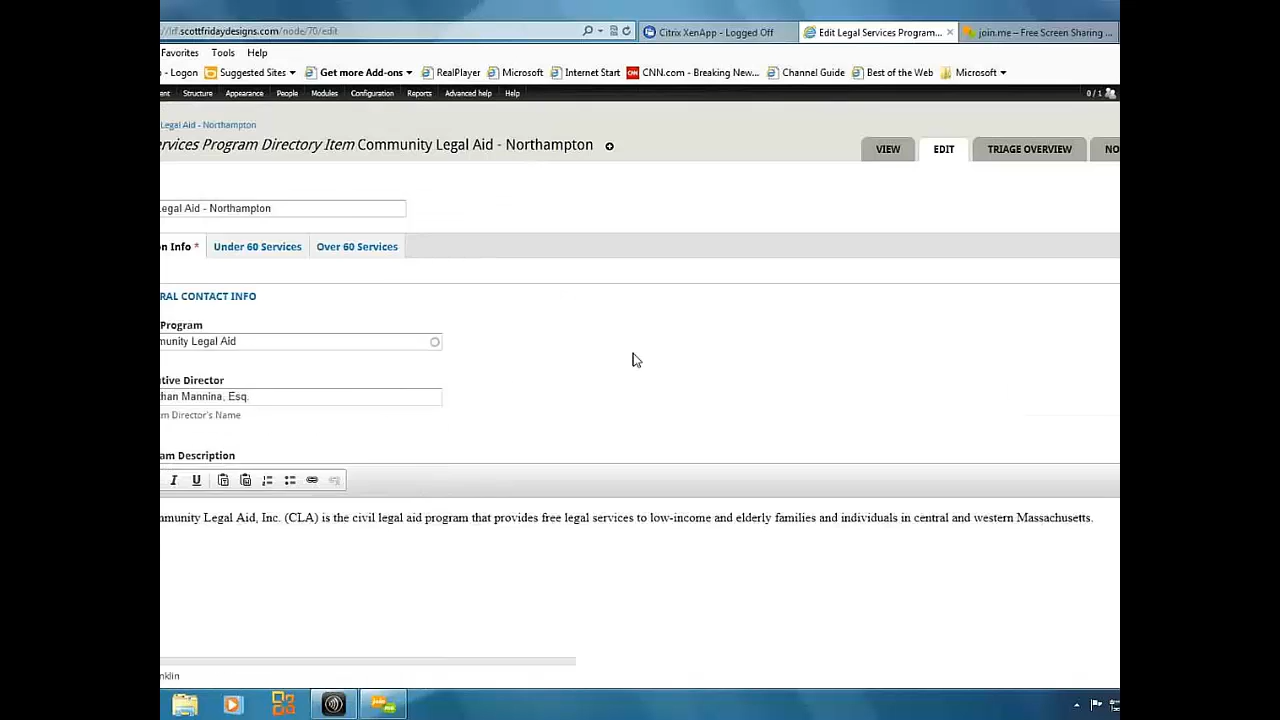 //lrf.scottfridaydesigns.com/node/70/edit
Citrix XenApp - Logged Off
Edit Legal Services Program...
join.me – Free Screen Sharing ...
Favorites Tools Help
- Logon Suggested Sites Get more Add-ons RealPlayer Microsoft Internet Start CNN.com - Breaking New... Channel Guide Best of the Web Microsoft
ent Structure Appearance People Modules Configuration Reports Advanced help Help 0 / 1
Legal Aid - Northampton
ervices Program Directory Item Community Legal Aid - Northampton
VIEW EDIT TRIAGE OVERVIEW NO
egal Aid - Northampton
on Info * Under 60 Services Over 60 Services
RAL CONTACT INFO
Program
munity Legal Aid
tive Director
han Mannina, Esq.
m Director's Name
am Description
I U
mmunity Legal Aid, Inc. (CLA) is the civil legal aid program that provides free legal services to low-income and elderly families and individuals in central and western Massachusetts.
nklin